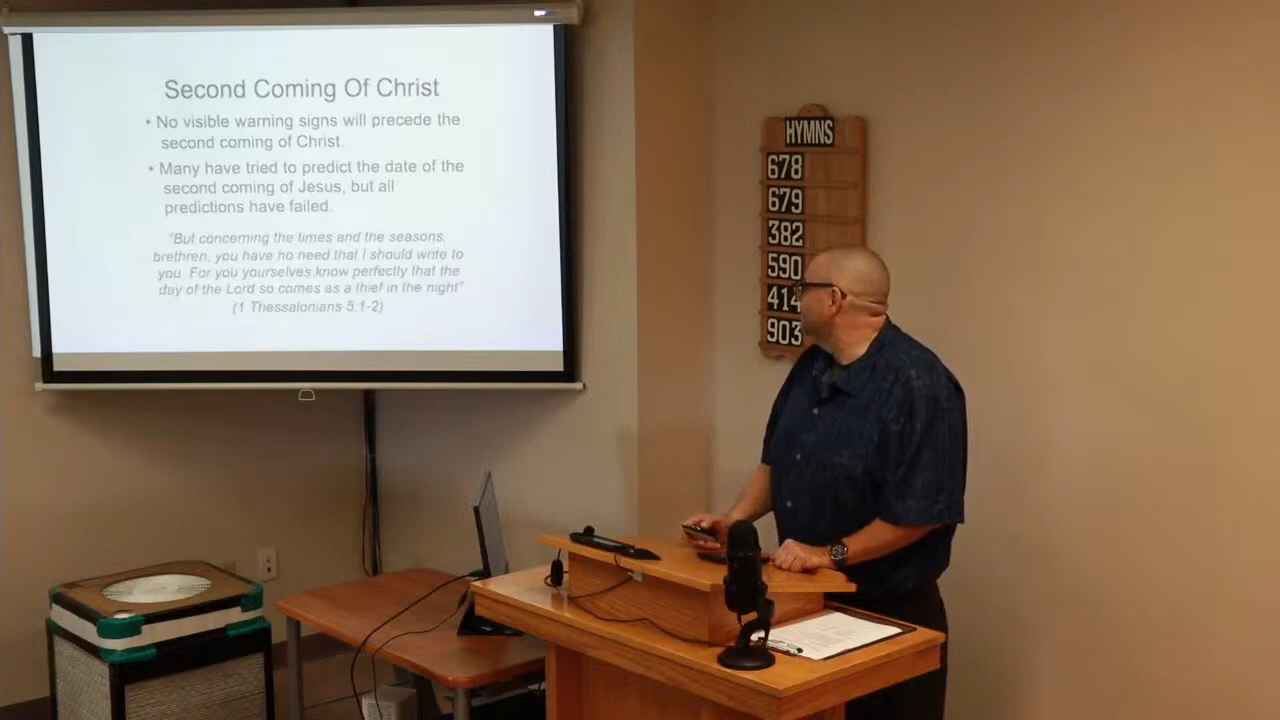 Second Coming Of Christ
• No visible warning signs will precede the
second coming of Christ.
• Many have tried to predict the date of the
second coming of Jesus, but all
predictions have failed.
"But concerning the times and the seasons,
brethren, you have no need that I should write to
you. For you yourselves know perfectly that the
day of the Lord so comes as a thief in the night"
(1 Thessalonians 5:1-2)
HYMNS
678
679
382
590
414
903